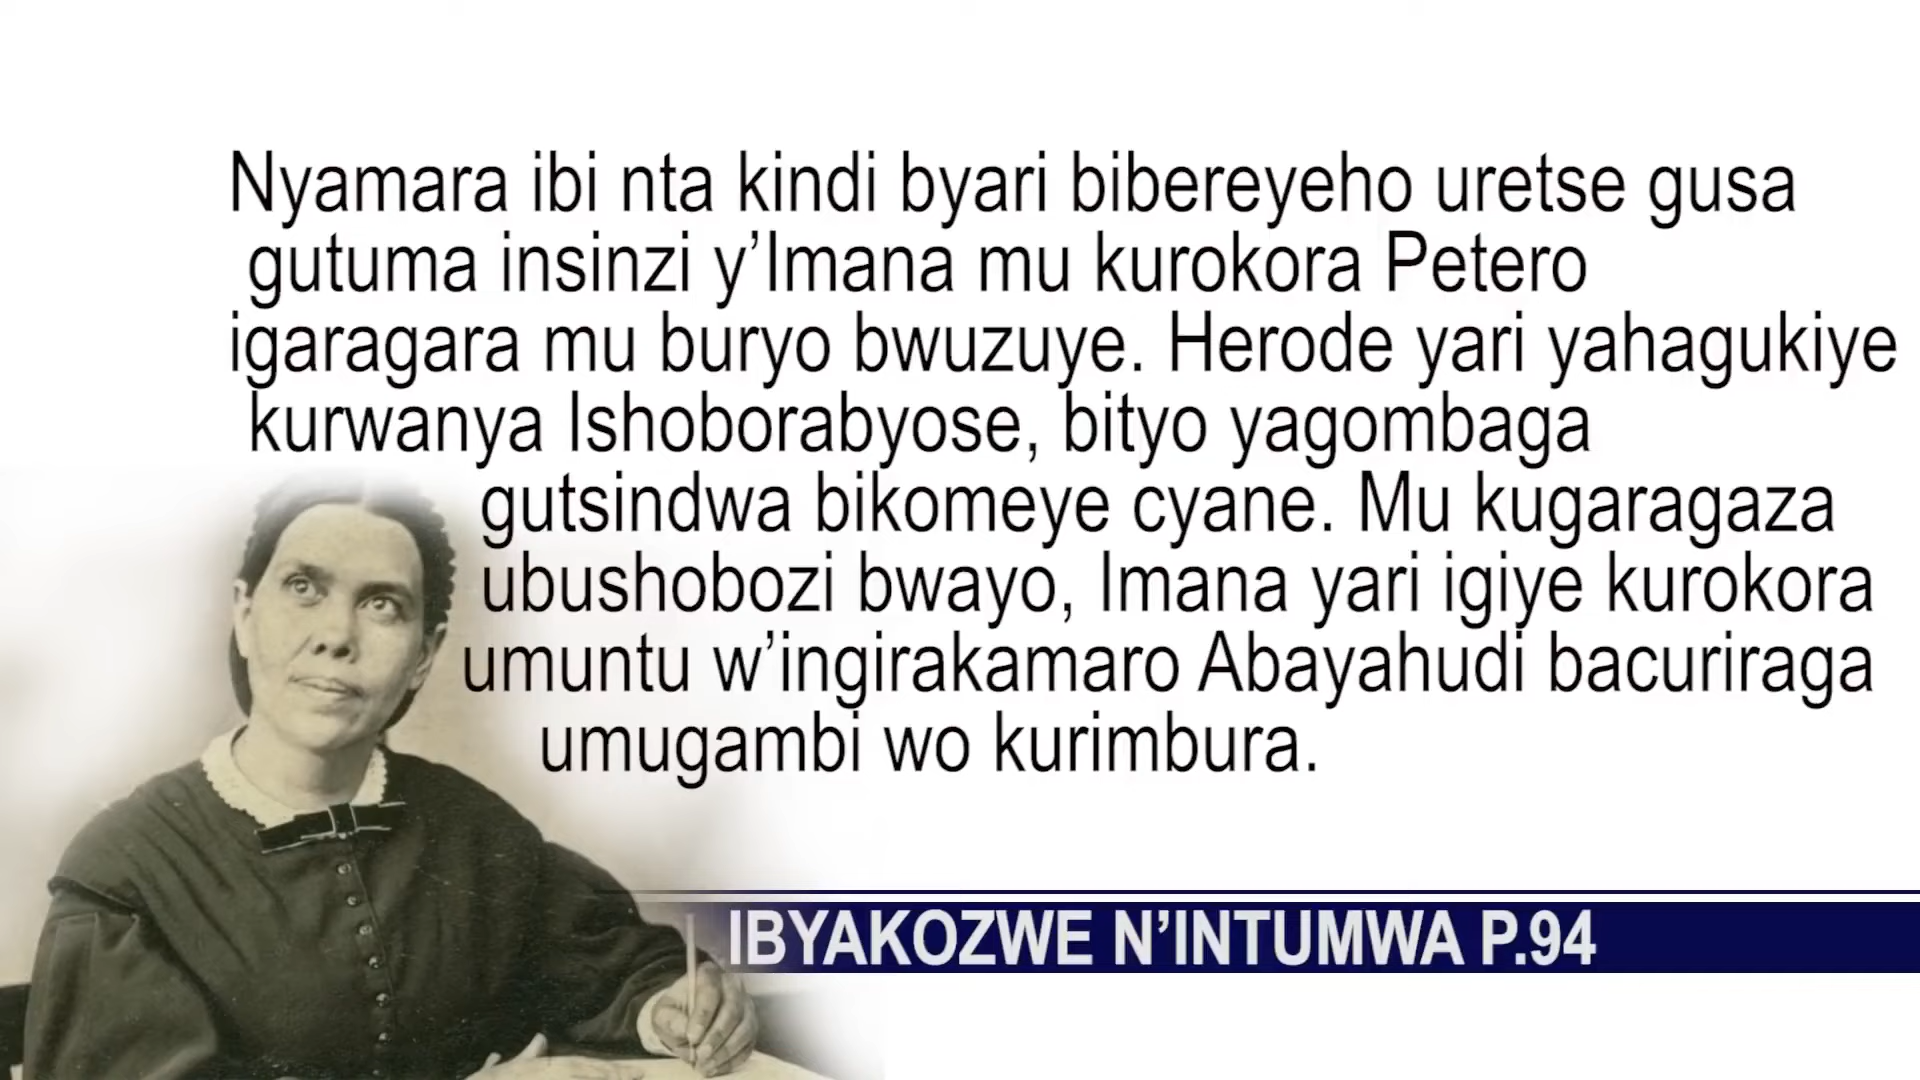 Nyamara ibi nta kindi byari bibereyeho uretse gusa
gutuma insinzi y’Imana mu kurokora Petero
igaragara mu buryo bwuzuye. Herode yari yahagukiye
kurwanya Ishoborabyose, bityo yagombaga
gutsindwa bikomeye cyane. Mu kugaragaza
ubushobozi bwayo, Imana yari igiye kurokora
umuntu w’ingirakamaro Abayahudi bacuriraga
umugambi wo kurimbura.
IBYAKOZWE N’INTUMWA P.94